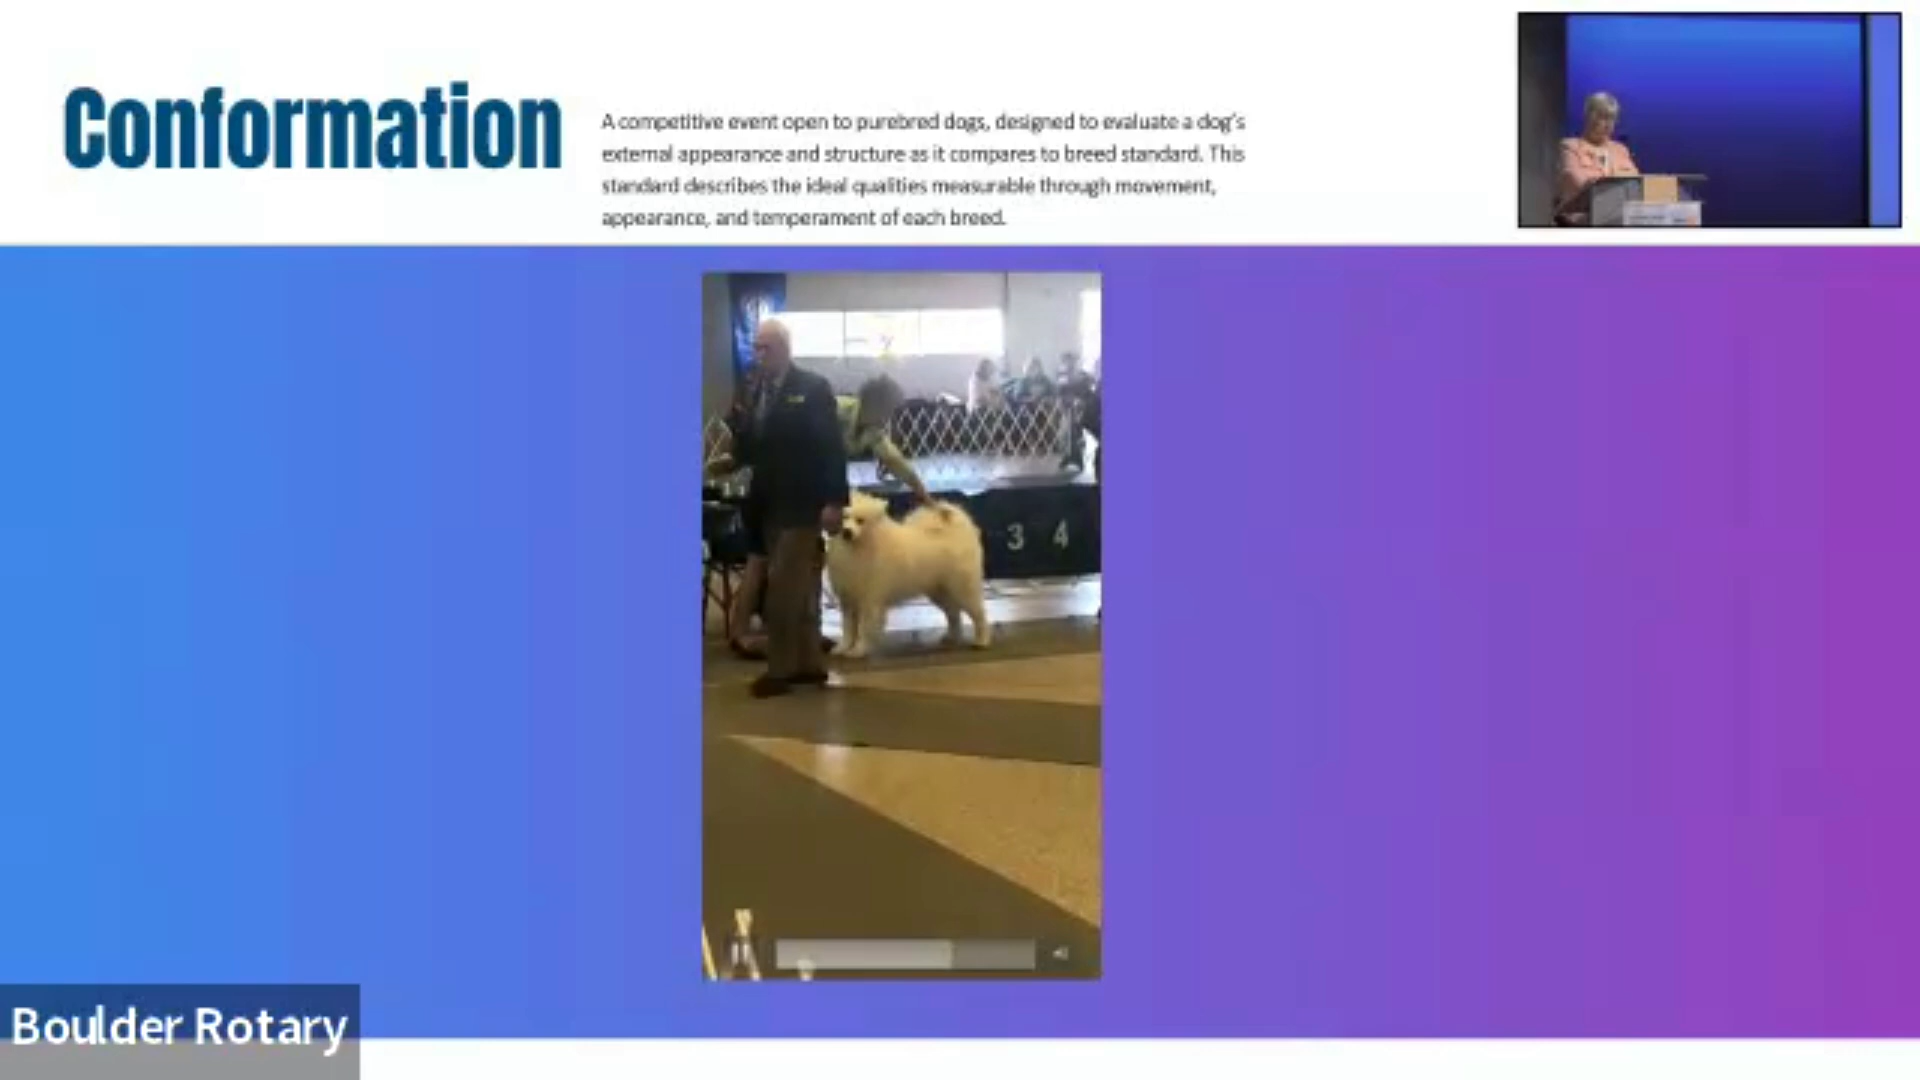 Conformation
A competitive event open to purebred dogs, designed to evaluate a dog's
external appearance and structure as it compares to breed standard. This
standard describes the ideal qualities measurable through movement,
appearance, and temperament of each breed.
3 4
Boulder Rotary